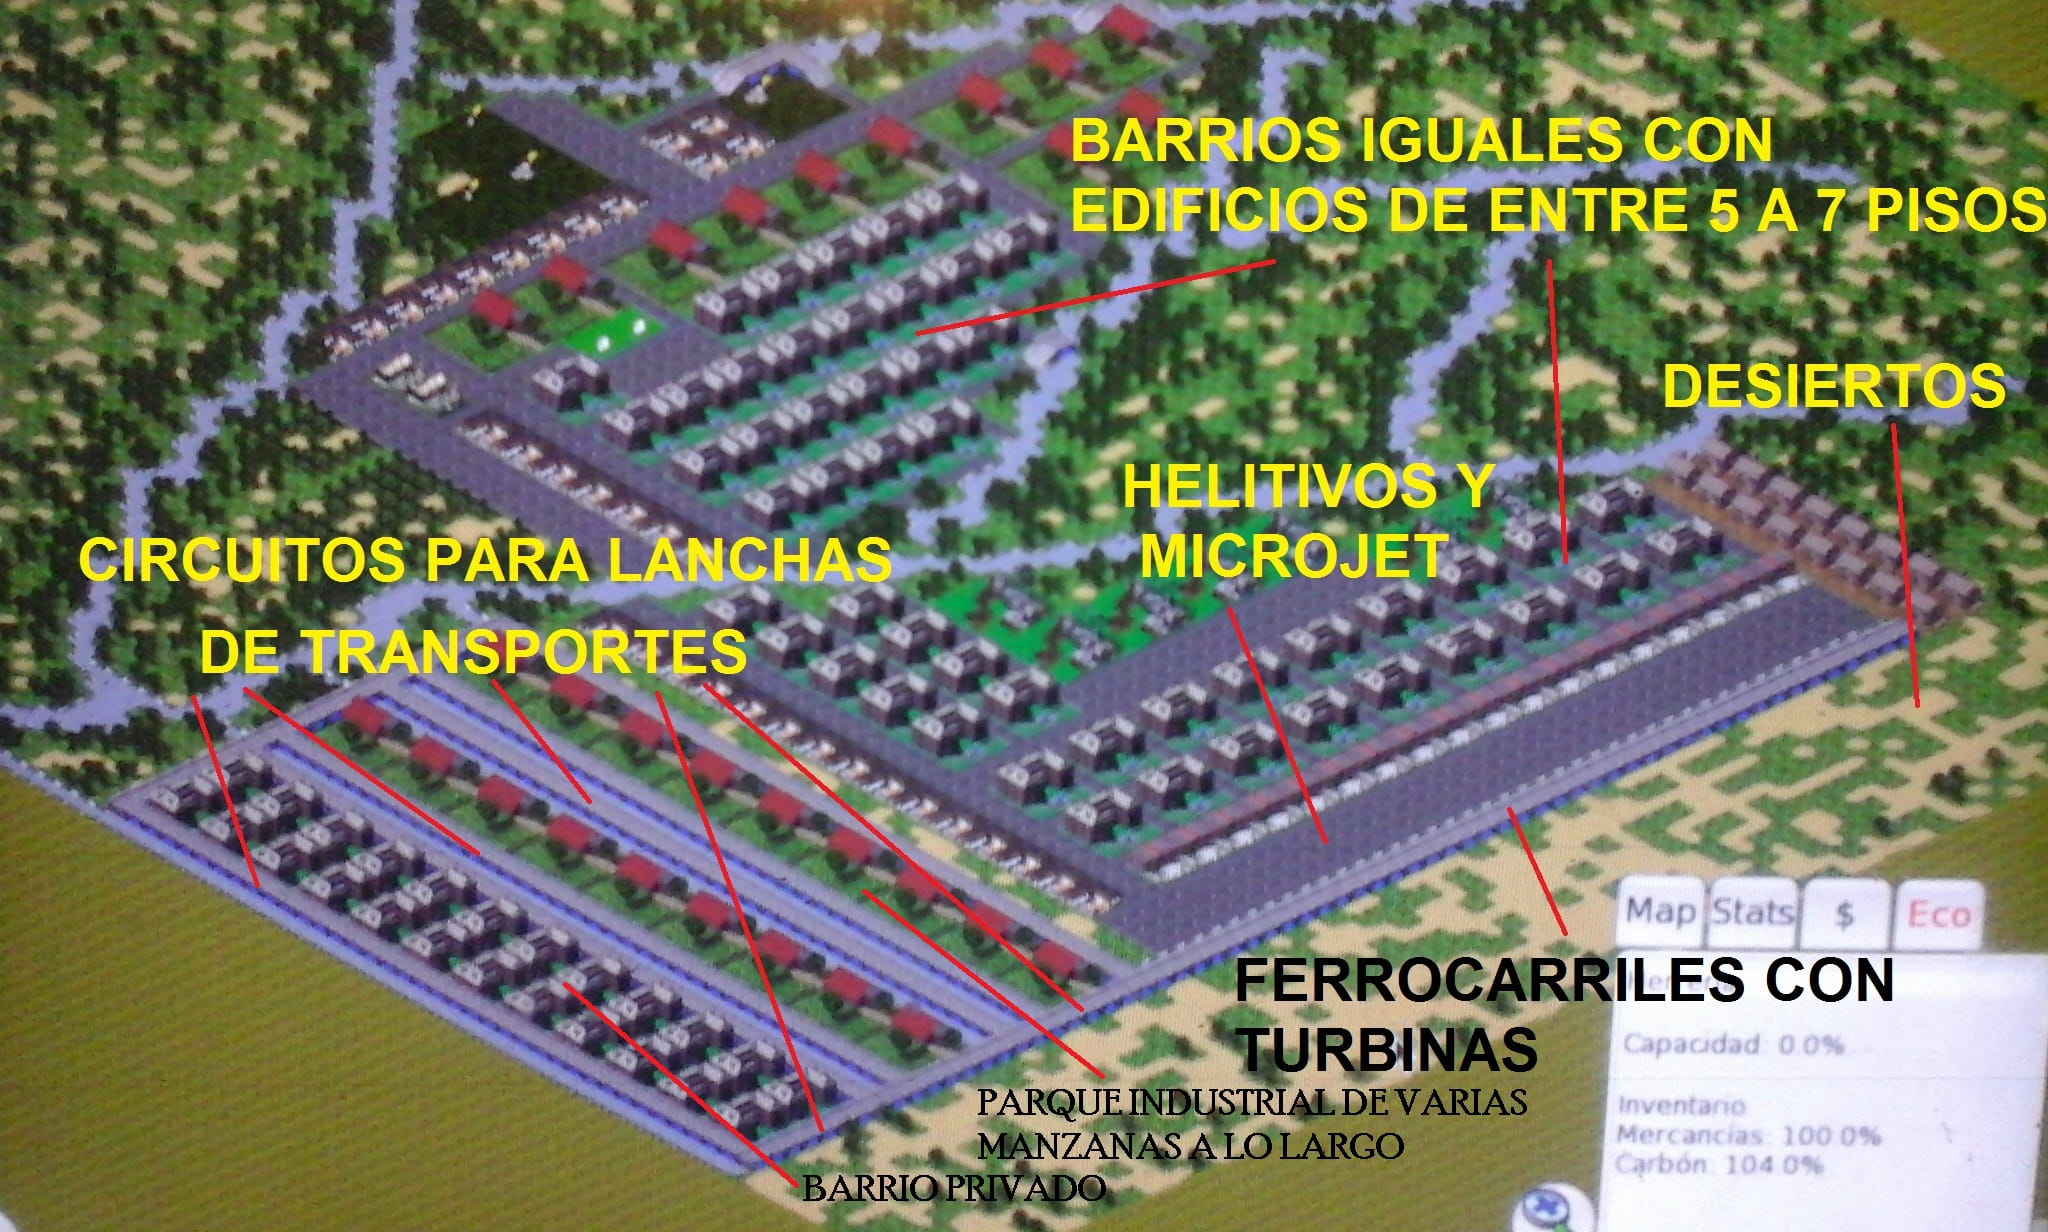 BARRIOS IGUALES CON
EDIFICIOS DE ENTRE 5 A 7 PISOS
DESIERTOS
HELITIVOS Y
MICROJET
CIRCUITOS PARA LANCHAS
DE TRANSPORTES
Map Stats $ Eco
FERROCARRILES CON
TURBINAS
Capacidad: 0.0%
PARQUE INDUSTRIAL DE VARIAS
MANZANAS A LO LARGO
Inventario
Mercancías: 100.0%
Carbón: 104.0%
BARRIO PRIVADO